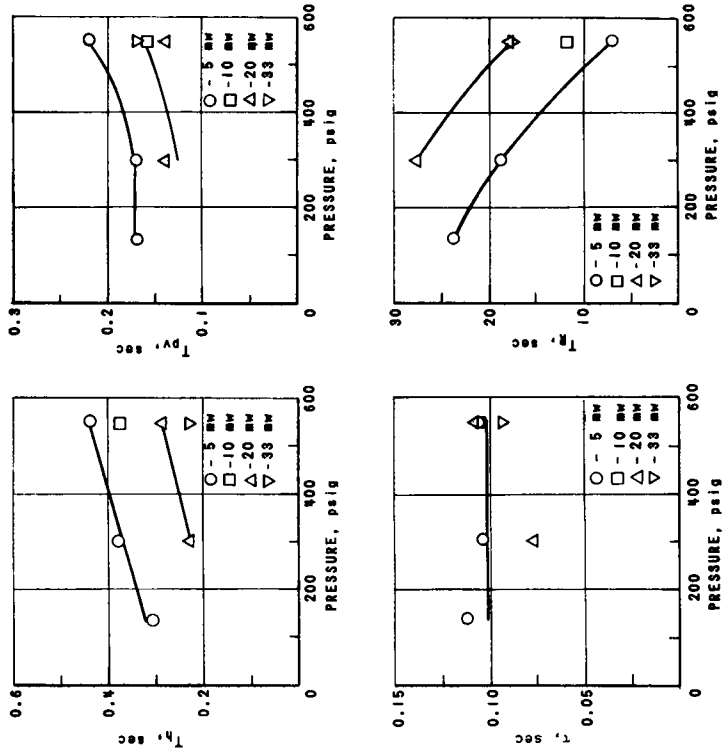 0.3
0.2
0.1
0
T_pv, sec
0
200
400
600
PRESSURE, psig
○ - 5 mw
□ -10 mw
△ -20 mw
▽ -33 mw
30
20
10
0
T_R, sec
0
200
400
600
PRESSURE, psig
○ - 5 mw
□ -10 mw
△ -20 mw
▽ -33 mw
0.6
0.4
0.2
0
T_h, sec
0
200
400
600
PRESSURE, psig
○ - 5 mw
□ -10 mw
△ -20 mw
▽ -33 mw
0.15
0.10
0.05
0
τ, sec
0
200
400
600
PRESSURE, psig
○ - 5 mw
□ -10 mw
△ -20 mw
▽ -33 mw